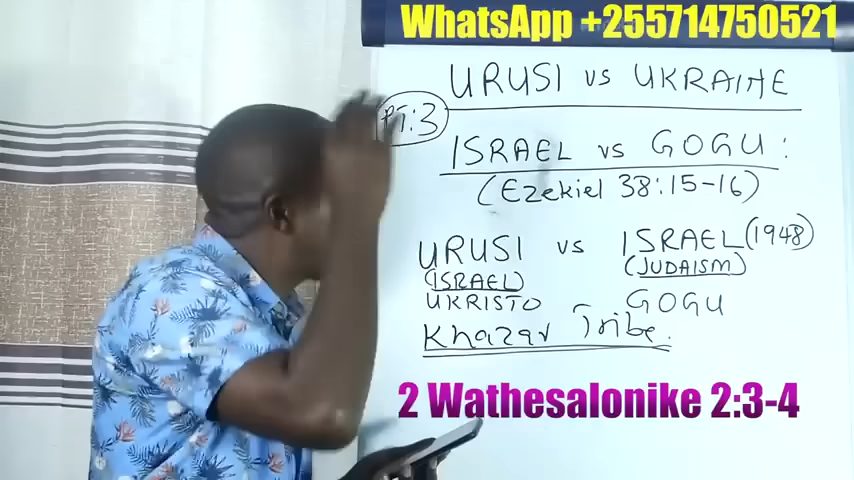 WhatsApp +255714750521
URUSI vs UKRAINE
PT:3
ISRAEL vs GOGU:
(Ezekiel 38:15-16)
URUSI vs ISRAEL (1948)
(ISRAEL) (JUDAISM)
UKRISTO GOGU
Khazar Tribe.
2 Wathesalonike 2:3-4